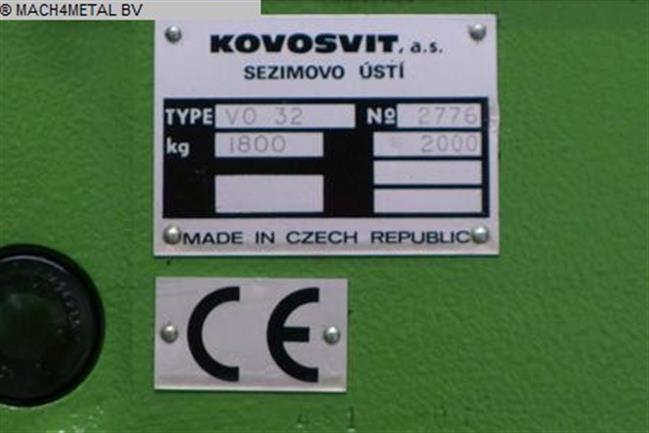 ® MACH4METAL BV
KOVOSVIT, a.s.
SEZIMOVO ÚSTÍ
TYPE VO 32 № 2776
kg 1800 2000
MADE IN CZECH REPUBLIC
CE